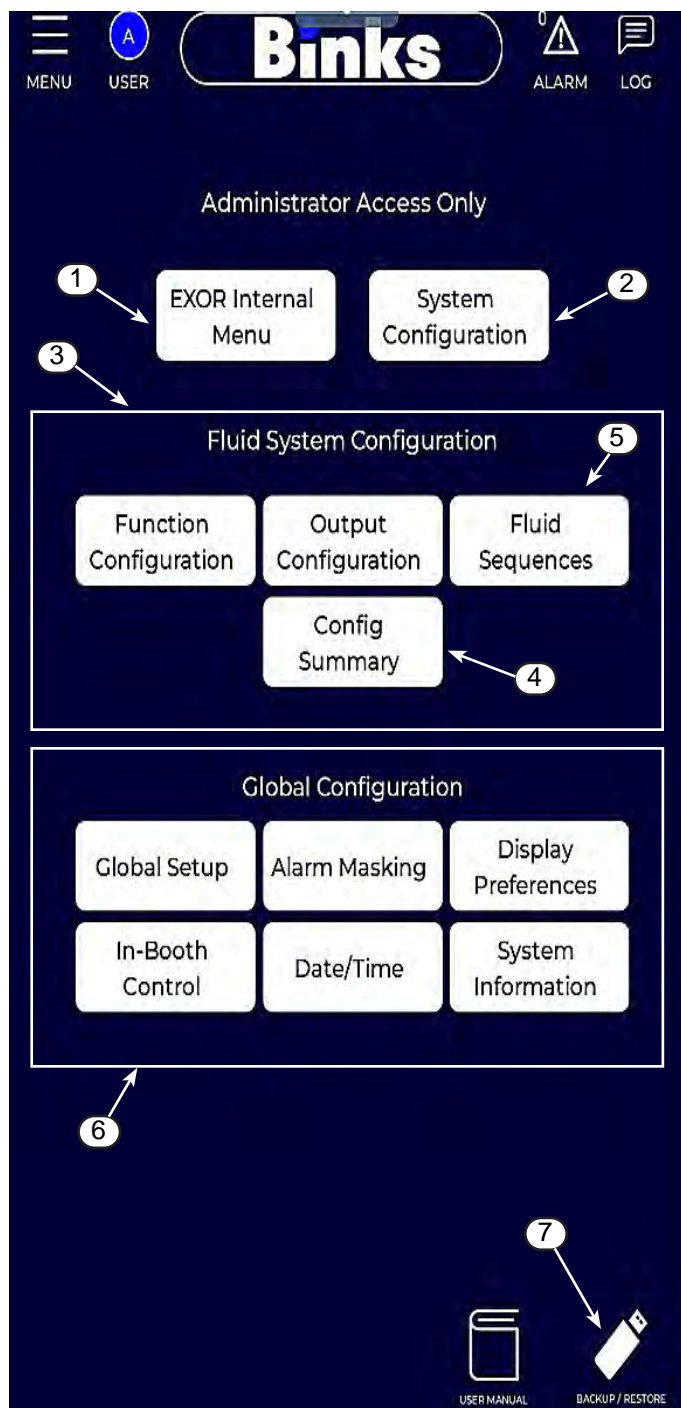 0
A
Binks
MENU
USER
ALARM
LOG
Administrator Access Only
1
EXOR Internal
Menu
System
Configuration
2
3
Fluid System Configuration
5
Function
Configuration
Output
Configuration
Fluid
Sequences
Config
Summary
4
Global Configuration
Global Setup
Alarm Masking
Display
Preferences
In-Booth
Control
Date/Time
System
Information
6
7
USER MANUAL
BACKUP / RESTORE